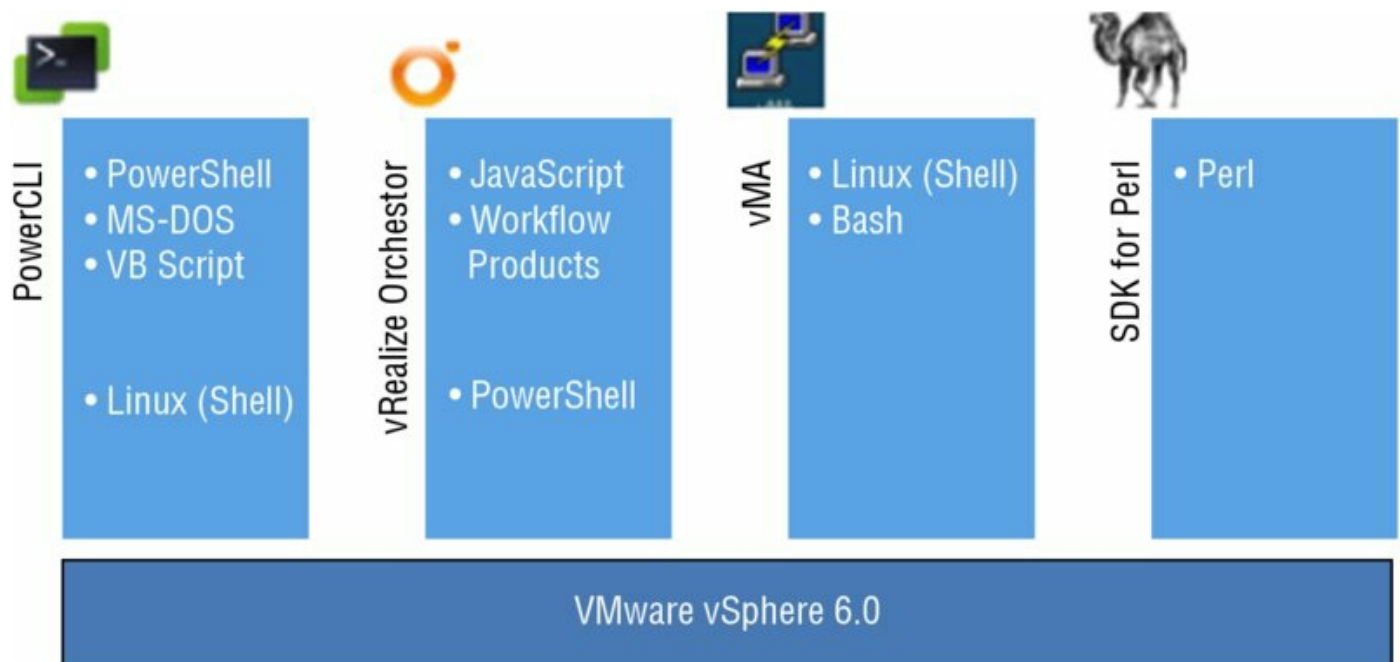 PowerCLI
• PowerShell
• MS-DOS
• VB Script
• Linux (Shell)
vRealize Orchestor
• JavaScript
• Workflow
Products
• PowerShell
vMA
• Linux (Shell)
• Bash
SDK for Perl
• Perl
VMware vSphere 6.0